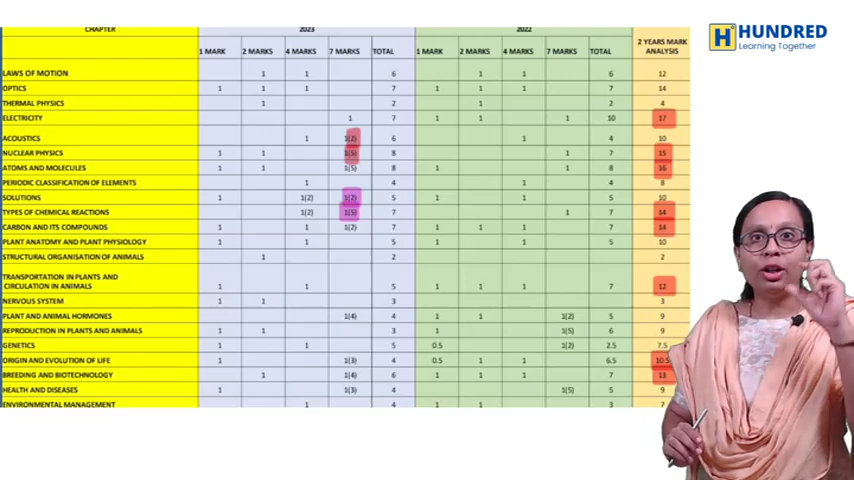 H HUNDRED
Learning Together
CHAPTER 2023 2022
1 MARK 2 MARKS 4 MARKS 7 MARKS TOTAL 1 MARK 2 MARKS 4 MARKS 7 MARKS TOTAL 2 YEARS MARK ANALYSIS
LAWS OF MOTION 1 1 6 1 1 6 12
OPTICS 1 1 1 7 1 1 1 7 14
THERMAL PHYSICS 1 2 1 2 4
ELECTRICITY 1 7 1 1 1 10 17
ACOUSTICS 1 1(2) 6 1 4 10
NUCLEAR PHYSICS 1 1 1(5) 8 1 7 15
ATOMS AND MOLECULES 1 1 1(5) 8 1 1 8 16
PERIODIC CLASSIFICATION OF ELEMENTS 1 4 1 4 8
SOLUTIONS 1 1(2) 1(2) 5 1 1 5 10
TYPES OF CHEMICAL REACTIONS 1(2) 1(5) 7 1 7 14
CARBON AND ITS COMPOUNDS 1 1 1(2) 7 1 1 1 7 14
PLANT ANATOMY AND PLANT PHYSIOLOGY 1 1 5 1 1 5 10
STRUCTURAL ORGANISATION OF ANIMALS 1 2 2
TRANSPORTATION IN PLANTS AND
CIRCULATION IN ANIMALS 1 1 5 1 1 1 7 12
NERVOUS SYSTEM 1 1 3 3
PLANT AND ANIMAL HORMONES 1(4) 4 1 1 1(2) 5 9
REPRODUCTION IN PLANTS AND ANIMALS 1 1 3 1 1(5) 6 9
GENETICS 1 1 5 0.5 1(2) 2.5 7.5
ORIGIN AND EVOLUTION OF LIFE 1 1(3) 4 0.5 1 1 6.5 10.5
BREEDING AND BIOTECHNOLOGY 1 1(4) 6 1 1 1 7 13
HEALTH AND DISEASES 1 1(3) 4 1(5) 5 9
ENVIRONMENTAL MANAGEMENT 1 4 1 1 3 7